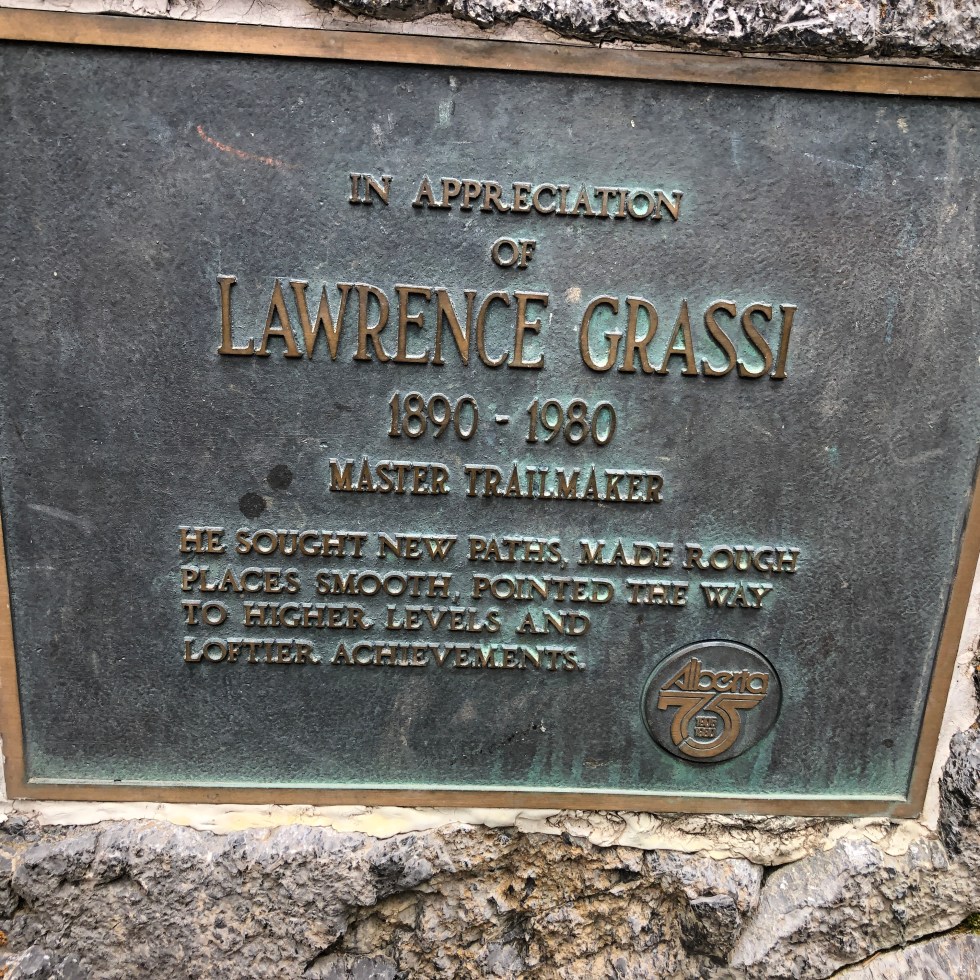 IN APPRECIATION
OF
LAWRENCE GRASSI
1890 - 1980
MASTER TRAILMAKER
HE SOUGHT NEW PATHS, MADE ROUGH
PLACES SMOOTH, POINTED THE WAY
TO HIGHER LEVELS AND
LOFTIER ACHIEVEMENTS.
Alberta
75
1905
1980